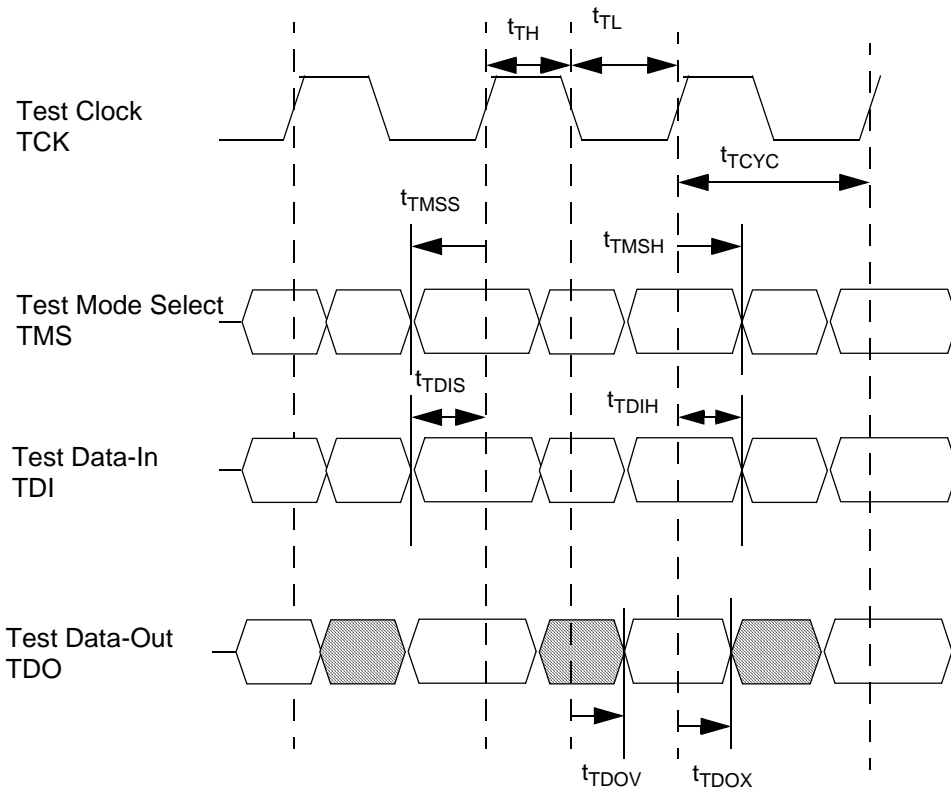 tTH
tTL
Test Clock
TCK
tTCYC
tTMSS
tTMSH
Test Mode Select
TMS
tTDIS
tTDIH
Test Data-In
TDI
Test Data-Out
TDO
tTDOV
tTDOX